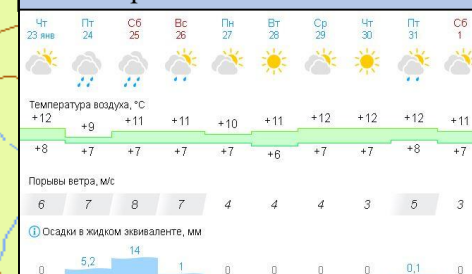 Чт Пт Сб Вс Пн Вт Ср Чт Пт Сб
23 янв 24 25 26 27 28 29 30 31 1
Температура воздуха, °C
+12 +9 +11 +11 +10 +11 +12 +12 +12 +11
+8 +7 +7 +7 +7 +6 +7 +7 +8 +7
Порывы ветра, м/с
6 7 8 7 4 4 4 3 5 3
Осадки в жидком эквиваленте, мм
0 5,2 14 1 0 0 0 0 0,1 0